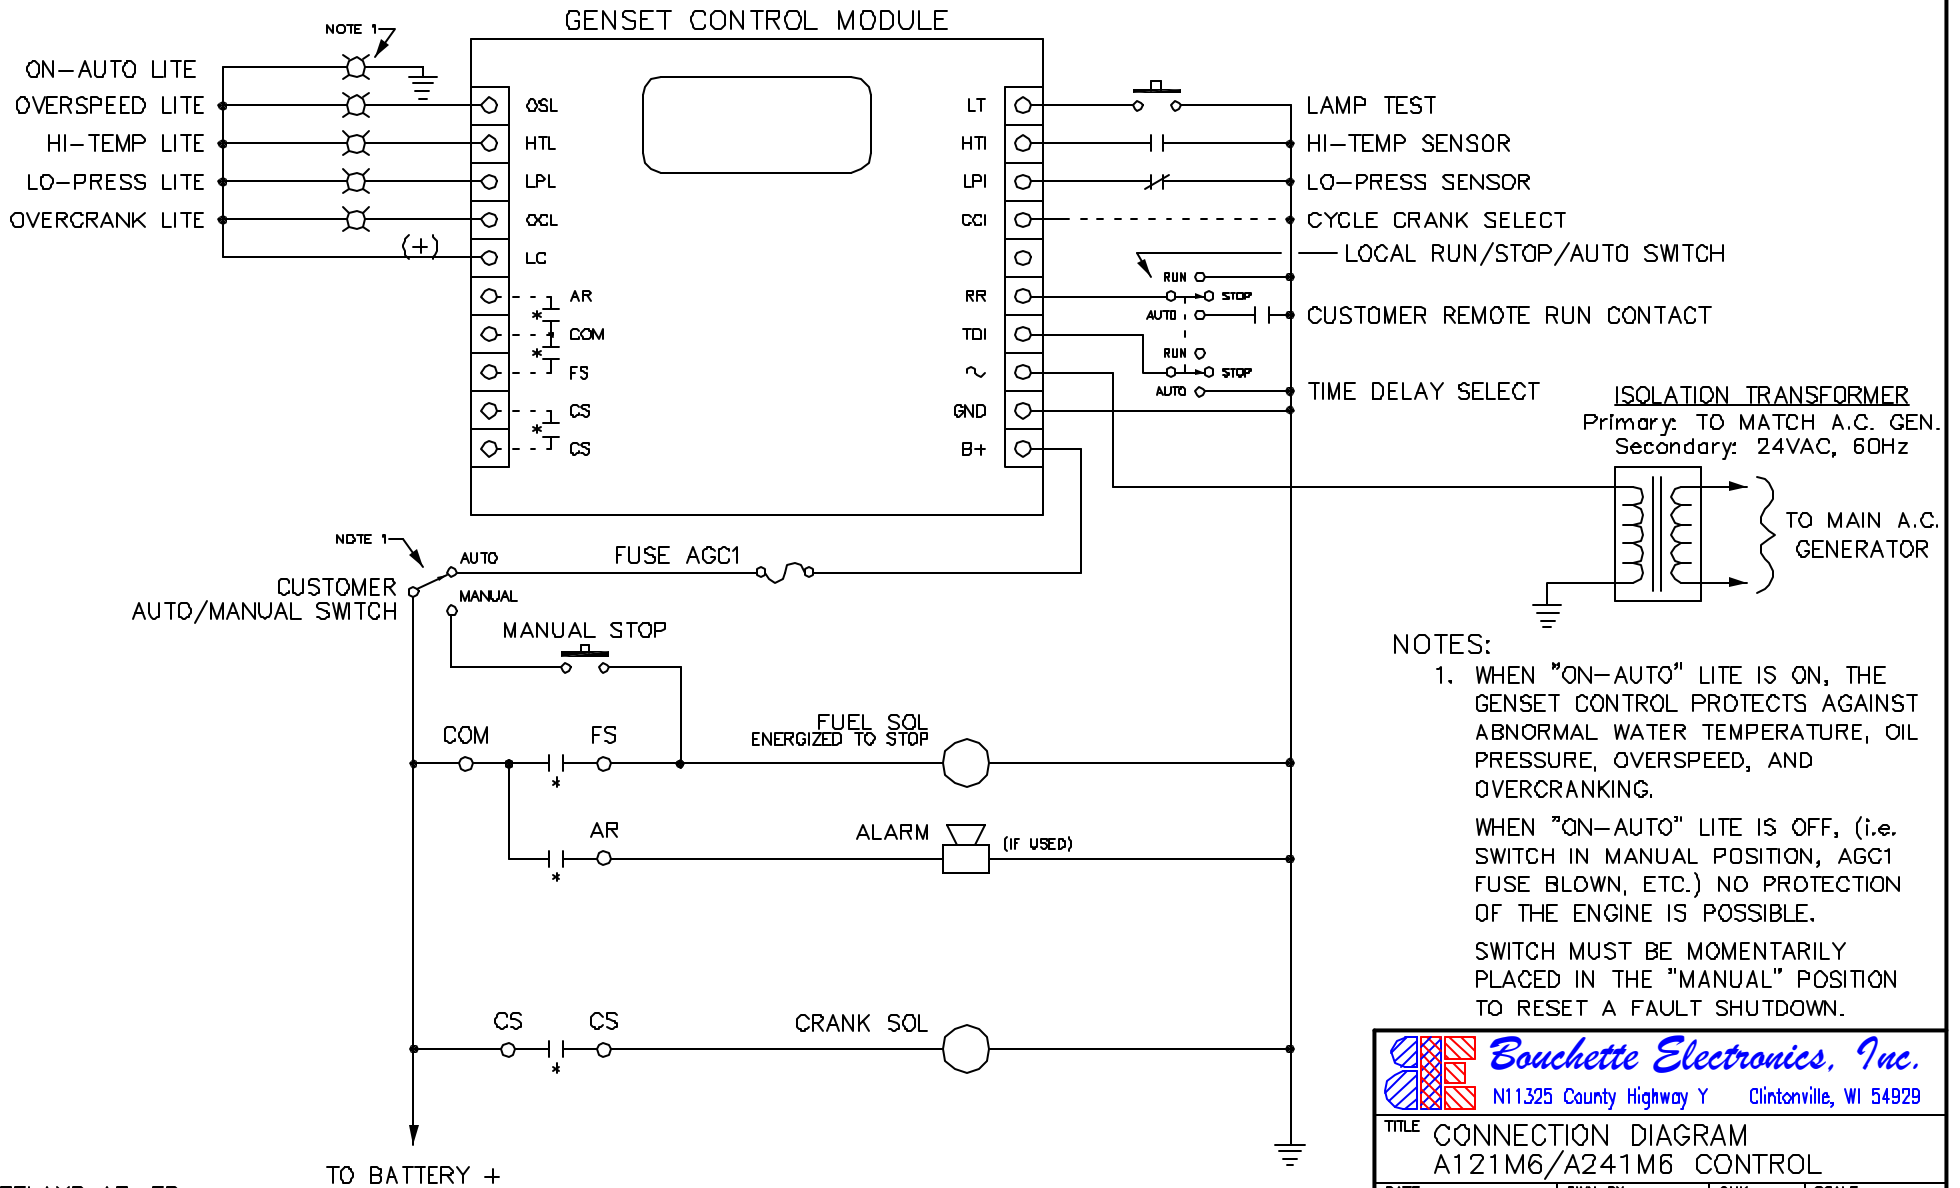 GENSET CONTROL MODULE
NOTE 1
ON-AUTO LITE
OVERSPEED LITE
HI-TEMP LITE
LO-PRESS LITE
OVERCRANK LITE
(+)
OSL
HTL
LPL
OCL
LC
AR
*
COM
*
FS
CS
*
CS
LT
HTI
LPI
CCI
RR
TDI
~
GND
B+
LAMP TEST
HI-TEMP SENSOR
LO-PRESS SENSOR
CYCLE CRANK SELECT
LOCAL RUN/STOP/AUTO SWITCH
RUN
STOP
AUTO
CUSTOMER REMOTE RUN CONTACT
RUN
STOP
AUTO
TIME DELAY SELECT
ISOLATION TRANSFORMER
Primary: TO MATCH A.C. GEN.
Secondary: 24VAC, 60Hz
TO MAIN A.C.
GENERATOR
NOTE 1
AUTO
FUSE AGC1
CUSTOMER
AUTO/MANUAL SWITCH
MANUAL
MANUAL STOP
COM
FS
*
FUEL SOL
ENERGIZED TO STOP
AR
*
ALARM
(IF USED)
CS
CS
*
CRANK SOL
TO BATTERY +
NOTES:
1. WHEN "ON-AUTO" LITE IS ON, THE
GENSET CONTROL PROTECTS AGAINST
ABNORMAL WATER TEMPERATURE, OIL
PRESSURE, OVERSPEED, AND
OVERCRANKING.
WHEN "ON-AUTO" LITE IS OFF, (i.e.
SWITCH IN MANUAL POSITION, AGC1
FUSE BLOWN, ETC.) NO PROTECTION
OF THE ENGINE IS POSSIBLE.
SWITCH MUST BE MOMENTARILY
PLACED IN THE "MANUAL" POSITION
TO RESET A FAULT SHUTDOWN.
Bouchette Electronics, Inc.
N11325 County Highway Y Clintonville, WI 54929
TITLE
CONNECTION DIAGRAM
A121M6/A241M6 CONTROL